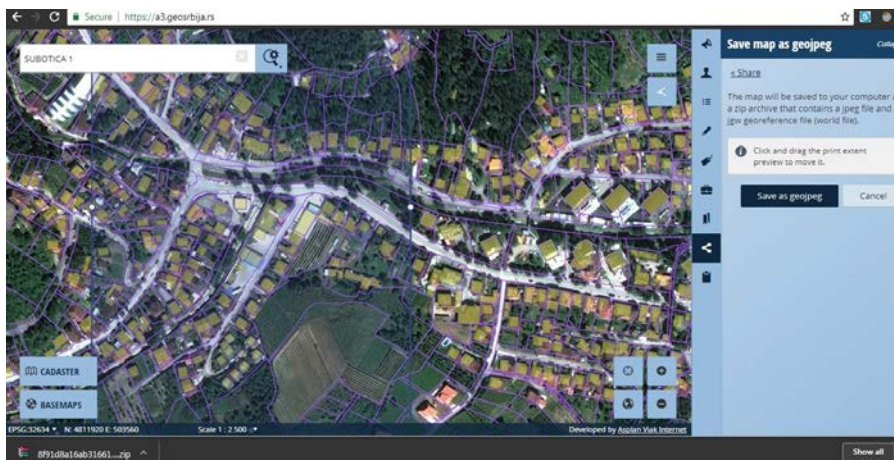 Secure | https://a3.geosrbija.rs
SUBOTICA 1
Save map as geojpeg
« Share
The map will be saved to your computer
a zip archive that contains a jpeg file and
jgw georeference file (world file).
Click and drag the print extent
preview to move it.
Save as geojpeg
Cancel
CADASTER
BASEMAPS
EPSG:32634 N: 4811920 E: 503560
Scale 1 : 2 500
Developed by Asplan Viak Internet
8f91d8a16ab31661....zip
Show all